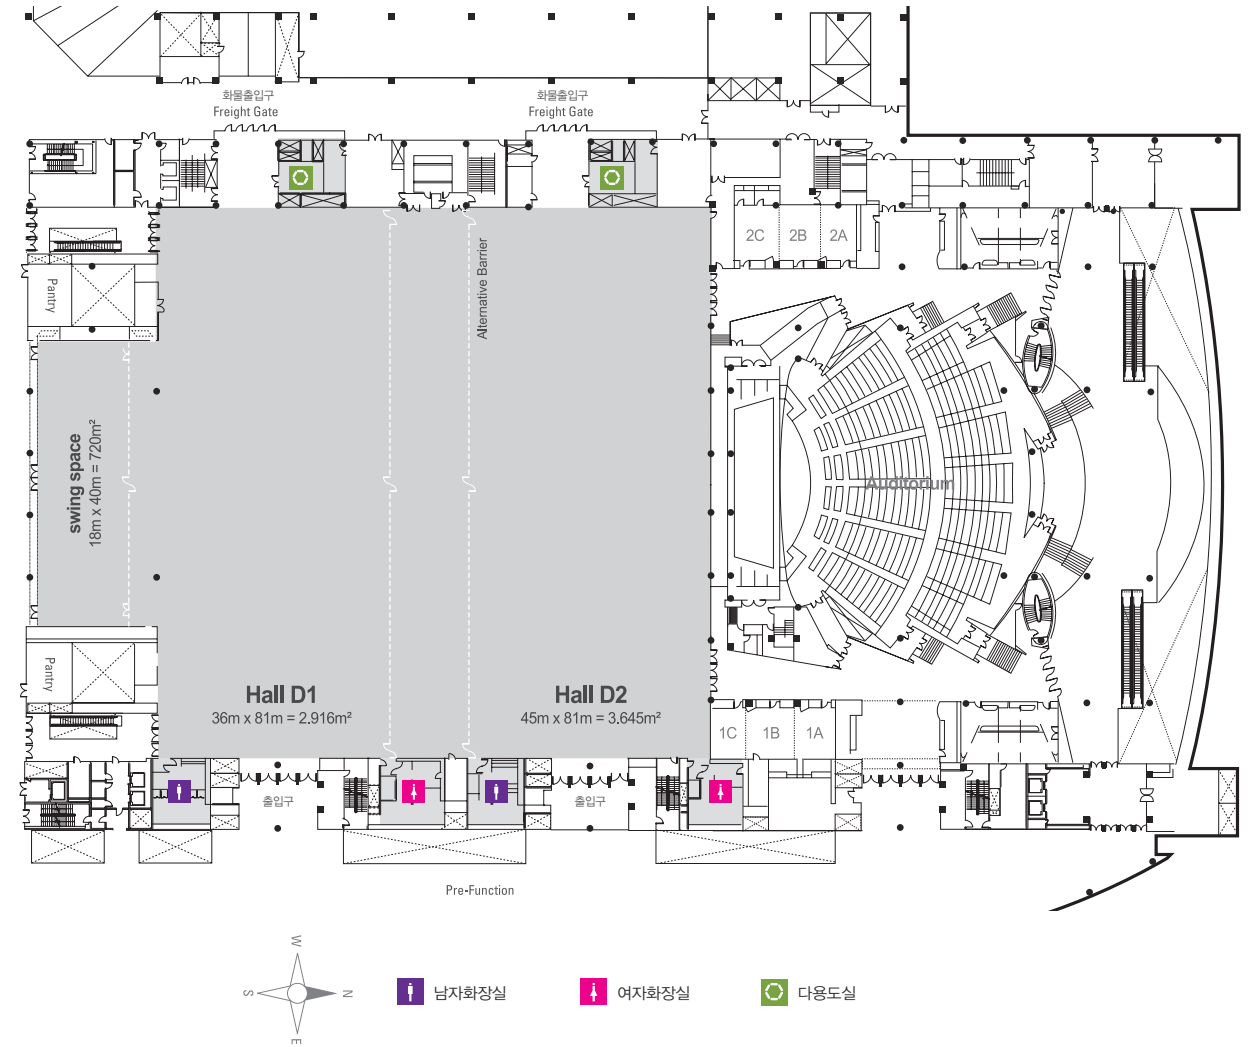 화물출입구
Freight Gate
화물출입구
Freight Gate
2C
2B
2A
Pantry
Alternative Barrier
swing space
18m x 40m = 720m²
Auditorium
Pantry
Hall D1
36m x 81m = 2.916m²
Hall D2
45m x 81m = 3.645m²
1C
1B
1A
출입구
출입구
Pre-Function
W
S
N
E
남자화장실
여자화장실
다용도실